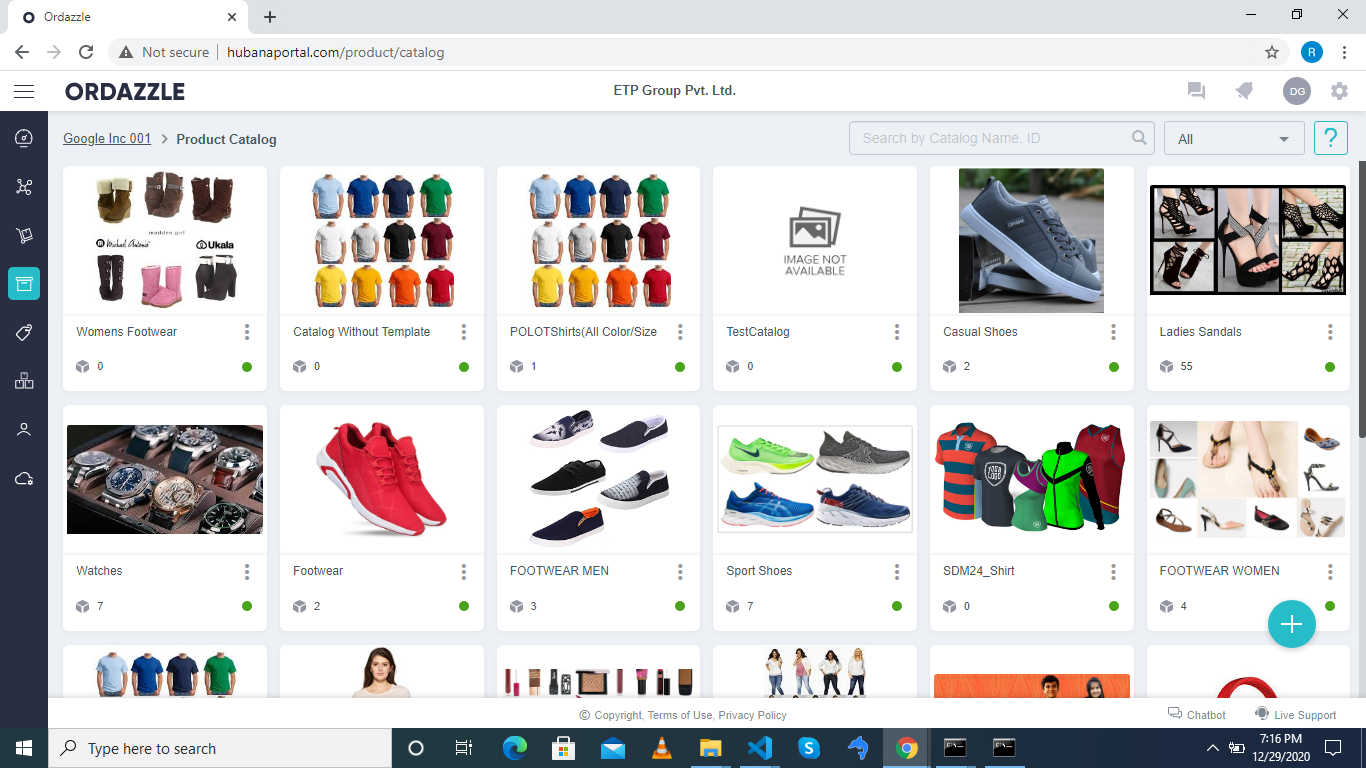 Ordazzle
Not secure
hubanaportal.com/product/catalog
R
ORDAZZLE
ETP Group Pvt. Ltd.
DG
Google Inc 001
Product Catalog
Search by Catalog Name, ID
All
?
madden girl
Michael Antonio
Ukala
IMAGE NOT
AVAILABLE
Womens Footwear
Catalog Without Template
POLOTShirts(All Color/Size
TestCatalog
Casual Shoes
Ladies Sandals
0
0
1
0
2
55
YOUR
LOGO
Watches
Footwear
FOOTWEAR MEN
Sport Shoes
SDM24_Shirt
FOOTWEAR WOMEN
7
2
3
7
0
4
© Copyright, Terms of Use, Privacy Policy
Chatbot
Live Support
Type here to search
7:16 PM
12/29/2020